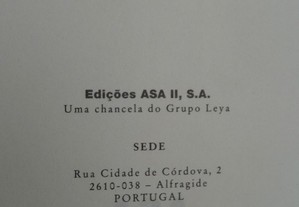 Edições ASA II, S.A.
Uma chancela do Grupo Leya
SEDE
Rua Cidade de Córdova, 2
2610-038 – Alfragide
PORTUGAL